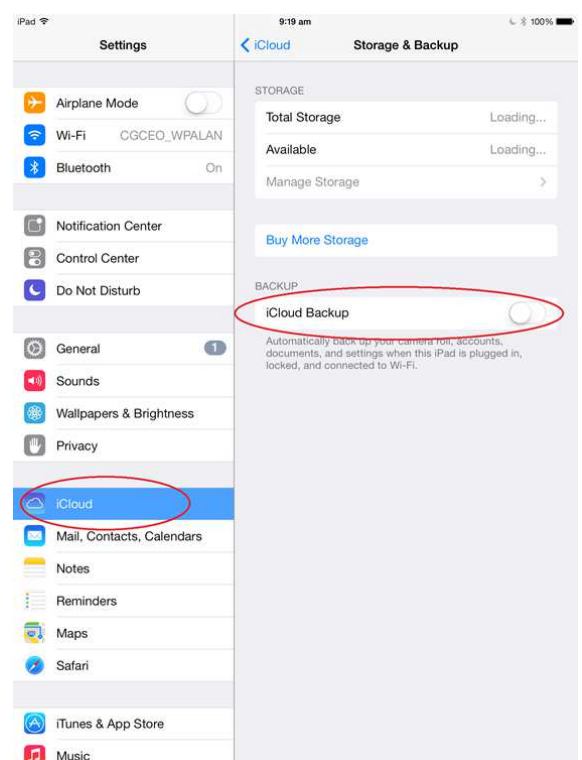 iPad 9:19 am 100%
Settings
iCloud Storage & Backup
Airplane Mode
Wi-Fi CGCEO_WPALAN
Bluetooth On
Notification Center
Control Center
Do Not Disturb
General 1
Sounds
Wallpapers & Brightness
Privacy
iCloud
Mail, Contacts, Calendars
Notes
Reminders
Maps
Safari
iTunes & App Store
Music
STORAGE
Total Storage Loading...
Available Loading...
Manage Storage
Buy More Storage
BACKUP
iCloud Backup
Automatically back up your camera roll, accounts,
documents, and settings when this iPad is plugged in,
locked, and connected to Wi-Fi.